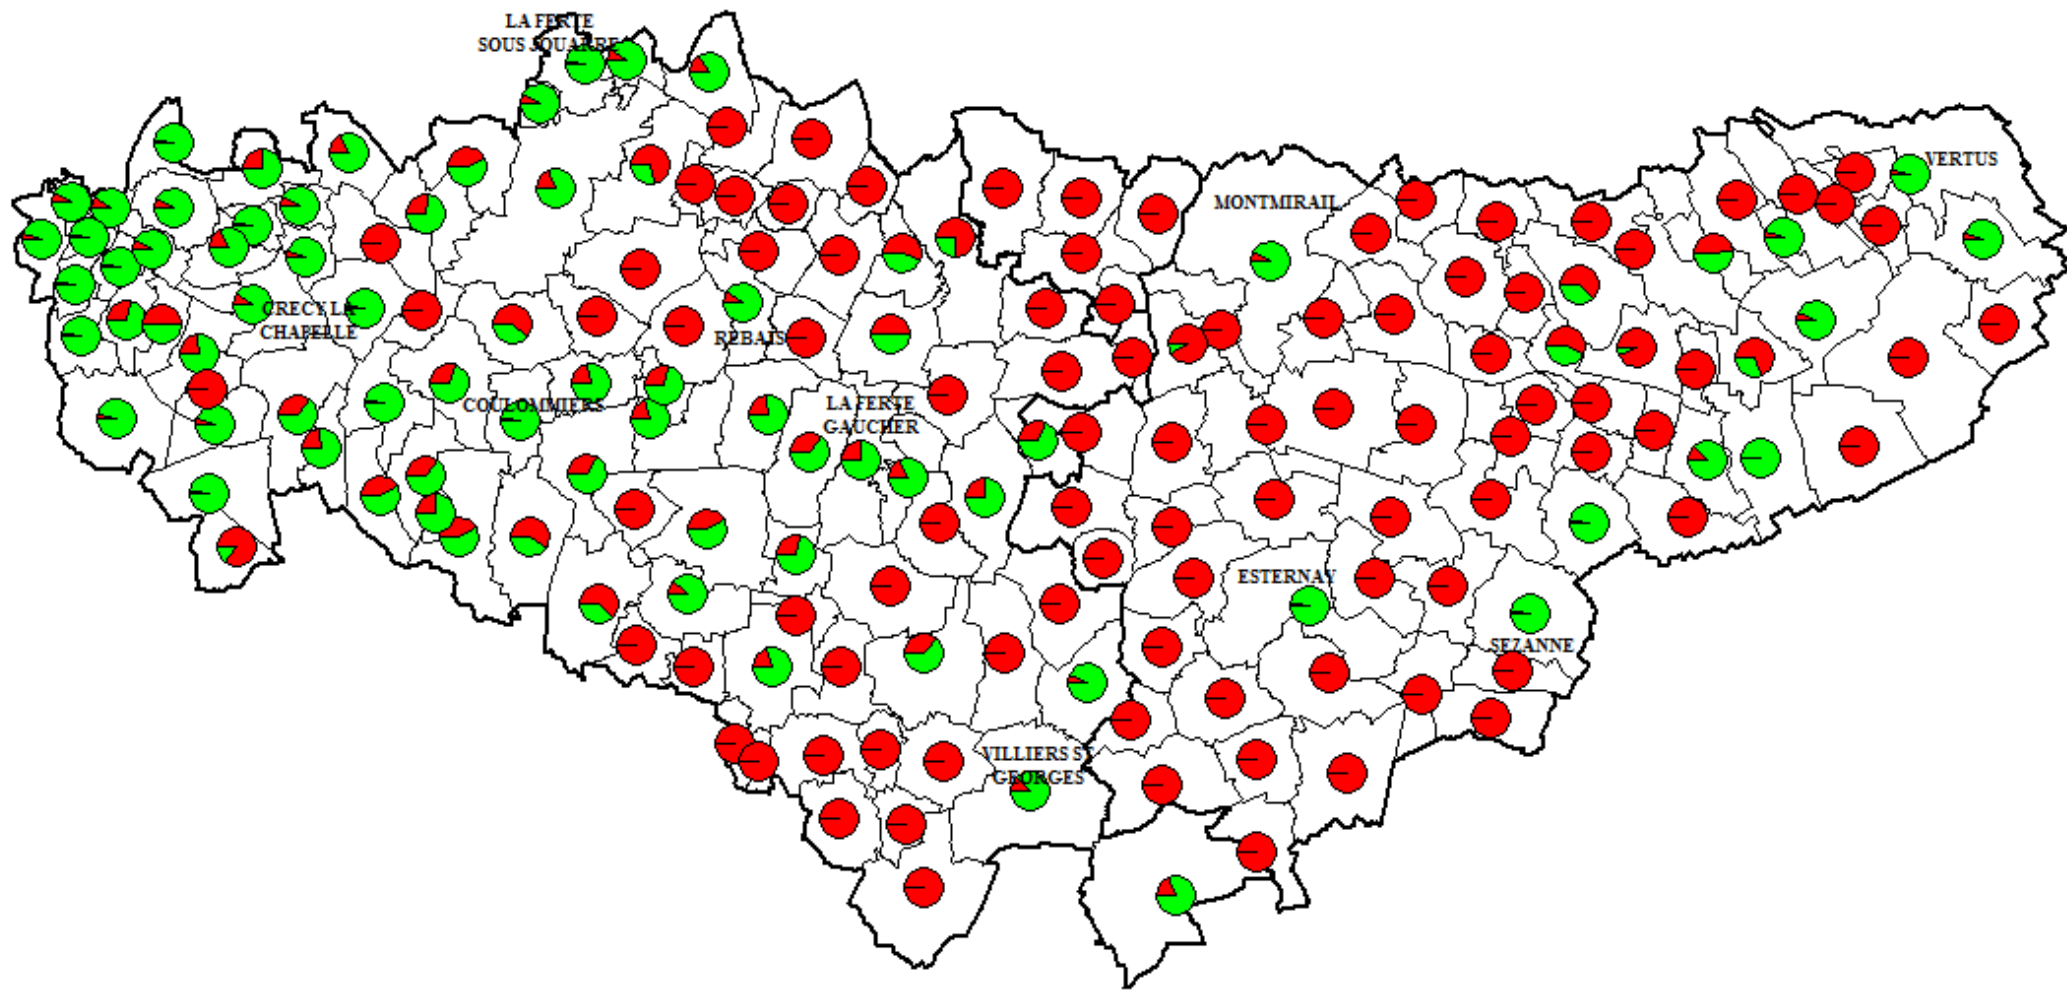 LA FERTE
SOUS JOUARRE
VERTUS
MONTMIRAIL
CRECY LA
CHAPELLE
REBAIS
COULOMMIERS
LA FERTE
GAUCHER
ESTERNAY
SEZANNE
VILLIERS ST
GEORGES